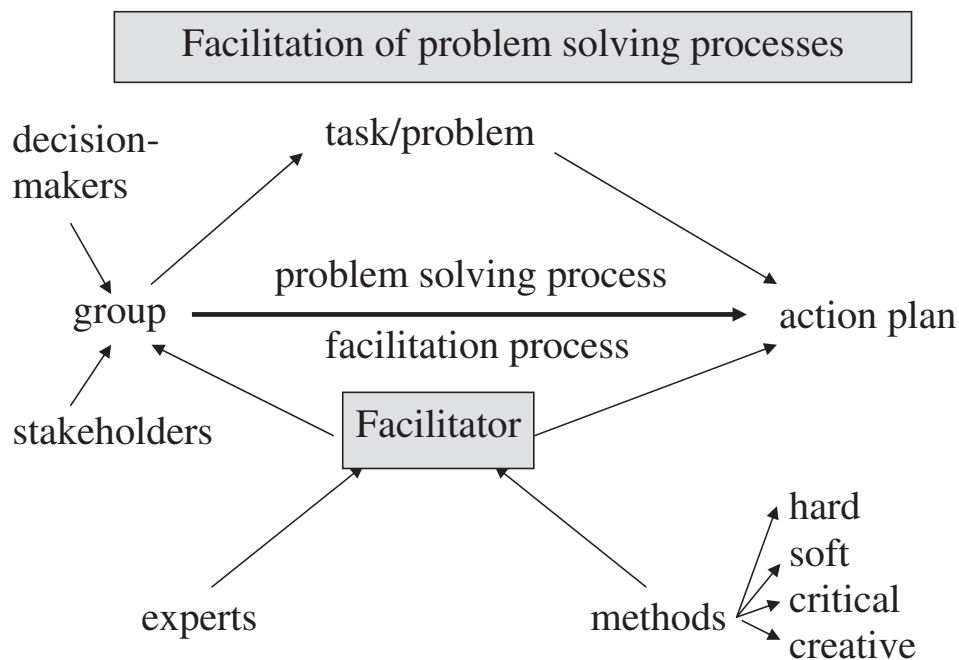 Facilitation of problem solving processes
decision-
makers
task/problem
problem solving process
group
action plan
facilitation process
Facilitator
stakeholders
hard
soft
experts
methods
critical
creative